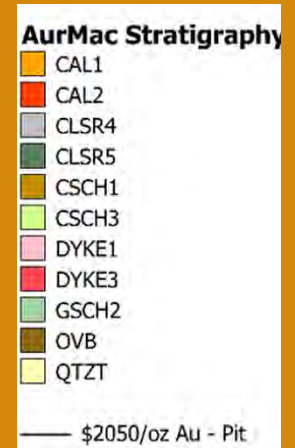 AurMac Stratigraphy
CAL1
CAL2
CLSR4
CLSR5
CSCH1
CSCH3
DYKE1
DYKE3
GSCH2
OVB
QTZT
$2050/oz Au - Pit